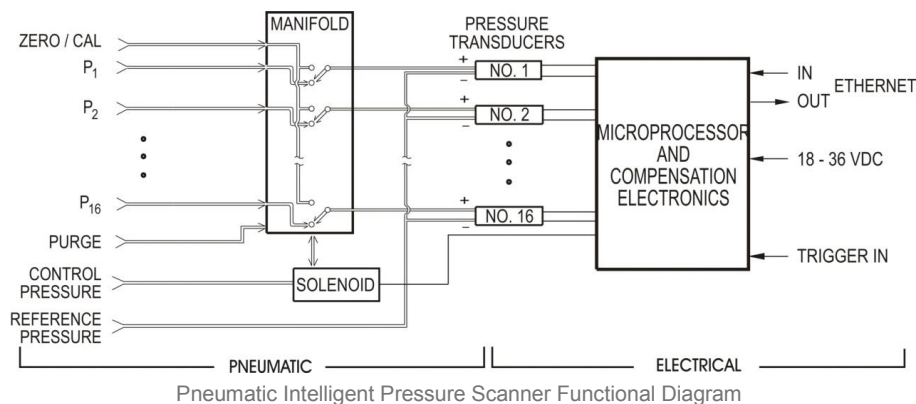 MANIFOLD
PRESSURE
TRANSDUCERS
ZERO / CAL
P1
P2
P16
PURGE
CONTROL
PRESSURE
REFERENCE
PRESSURE
SOLENOID
+
NO. 1
−
+
NO. 2
−
+
NO. 16
−
MICROPROCESSOR
AND
COMPENSATION
ELECTRONICS
IN
ETHERNET
OUT
18 - 36 VDC
TRIGGER IN
PNEUMATIC
ELECTRICAL
Pneumatic Intelligent Pressure Scanner Functional Diagram